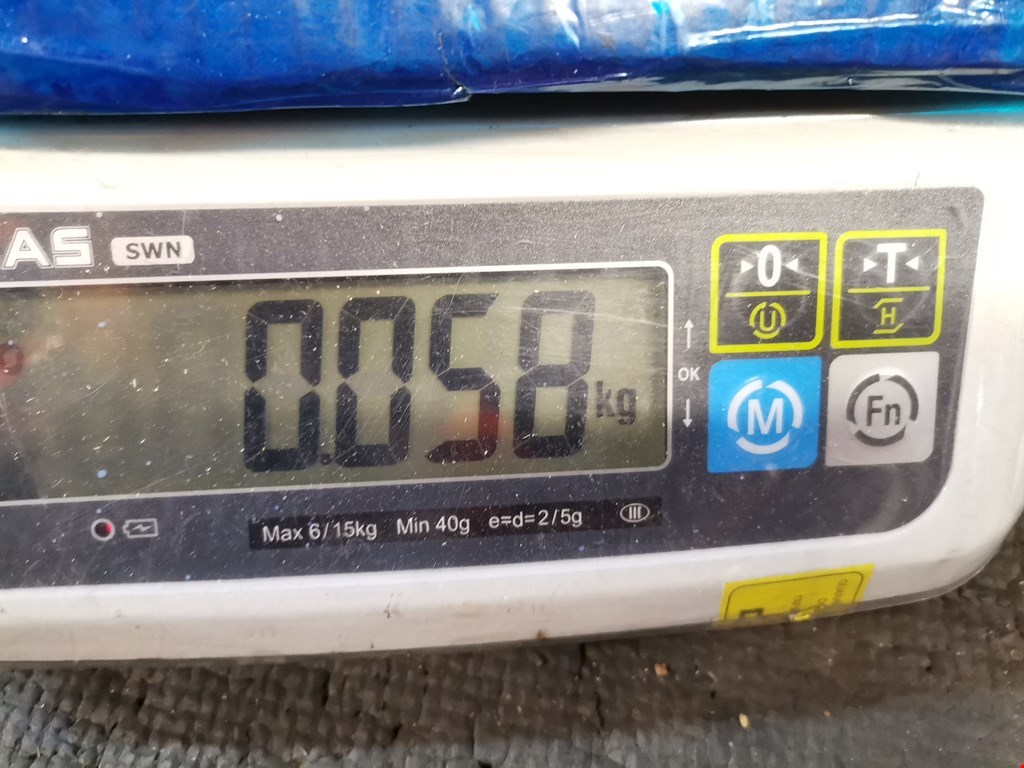 AS SWN
0.058 kg
0 T
U H
OK
M Fn
Max 6/15kg Min 40g e=d=2/5g III